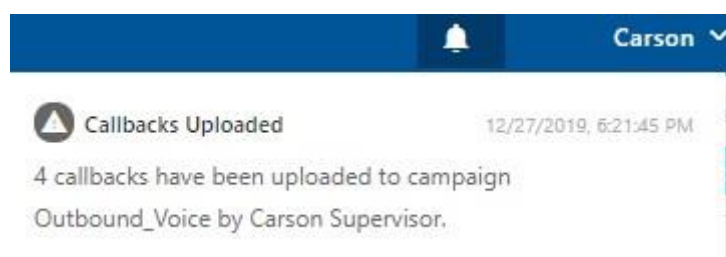 Carson
Callbacks Uploaded 12/27/2019, 6:21:45 PM
4 callbacks have been uploaded to campaign
Outbound_Voice by Carson Supervisor.